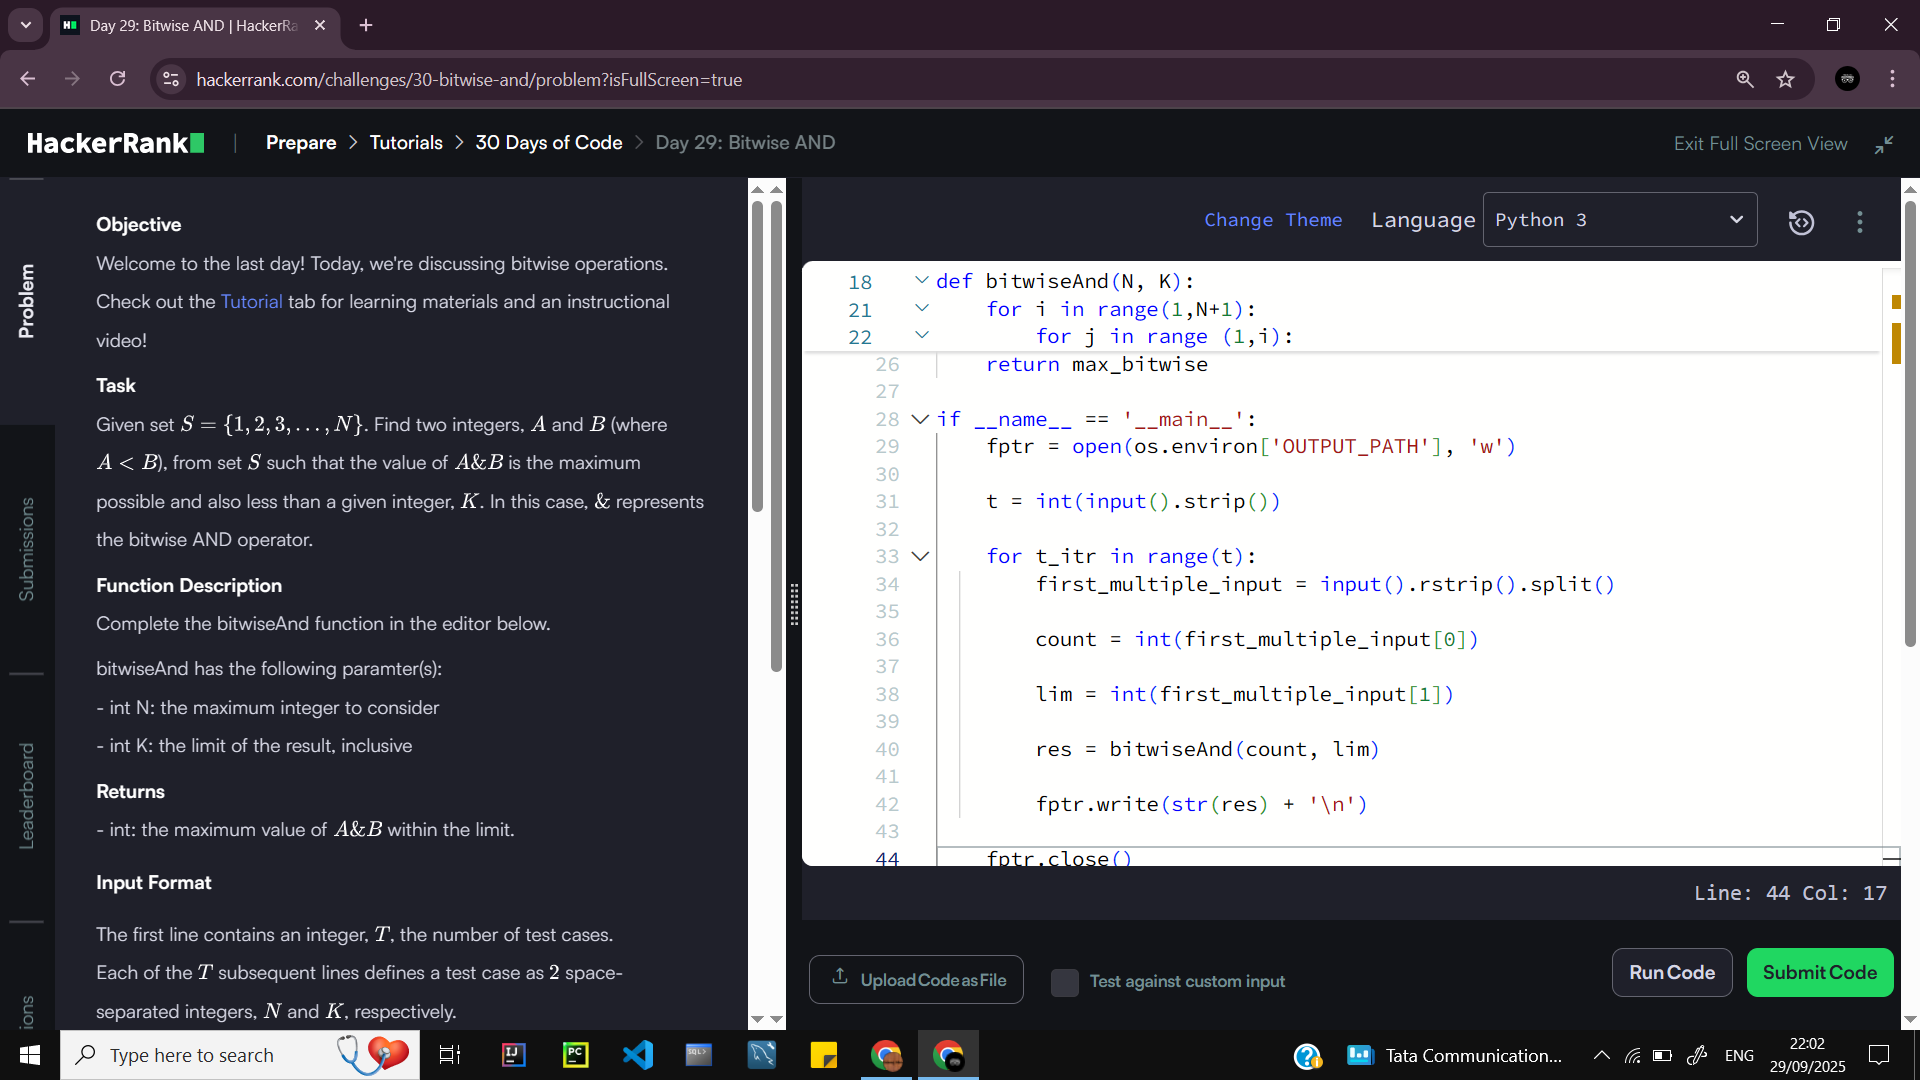 Day 29: Bitwise AND | HackerRa
hackerrank.com/challenges/30-bitwise-and/problem?isFullScreen=true
HackerRank
Prepare > Tutorials > 30 Days of Code > Day 29: Bitwise AND
Exit Full Screen View
Problem
Submissions
Leaderboard
ions
Objective
Welcome to the last day! Today, we're discussing bitwise operations.
Check out the Tutorial tab for learning materials and an instructional
video!
Task
Given set S = {1, 2, 3, ..., N}. Find two integers, A and B (where
A < B), from set S such that the value of A&B is the maximum
possible and also less than a given integer, K. In this case, & represents
the bitwise AND operator.
Function Description
Complete the bitwiseAnd function in the editor below.
bitwiseAnd has the following paramter(s):
- int N: the maximum integer to consider
- int K: the limit of the result, inclusive
Returns
- int: the maximum value of A&B within the limit.
Input Format
The first line contains an integer, T, the number of test cases.
Each of the T subsequent lines defines a test case as 2 space-
separated integers, N and K, respectively.
Change Theme Language Python 3
18 def bitwiseAnd(N, K):
21 for i in range(1,N+1):
22 for j in range (1,i):
26 return max_bitwise
27
28 if __name__ == '__main__':
29 fptr = open(os.environ['OUTPUT_PATH'], 'w')
30
31 t = int(input().strip())
32
33 for t_itr in range(t):
34 first_multiple_input = input().rstrip().split()
35
36 count = int(first_multiple_input[0])
37
38 lim = int(first_multiple_input[1])
39
40 res = bitwiseAnd(count, lim)
41
42 fptr.write(str(res) + '\n')
43
44 fptr.close()
Line: 44 Col: 17
Upload Code as File
Test against custom input
Run Code
Submit Code
Type here to search
IJ
PC
SQL>
Tata Communication...
ENG
22:02
29/09/2025